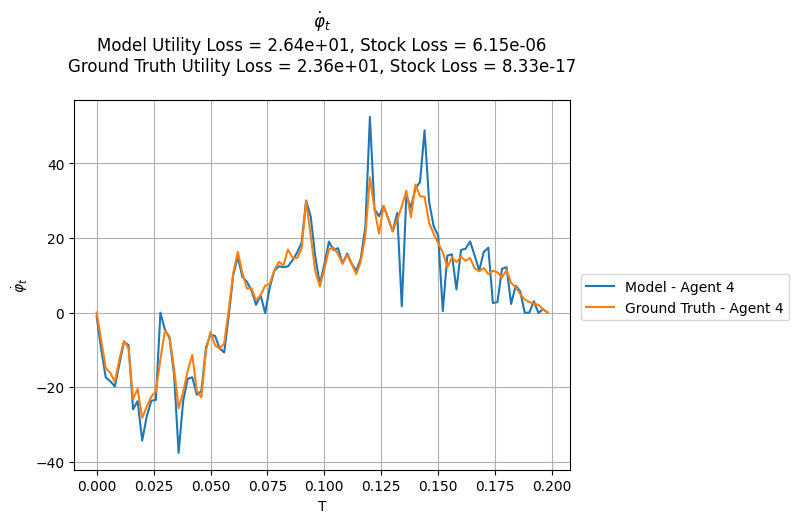 φ̇ₜ
Model Utility Loss = 2.64e+01, Stock Loss = 6.15e-06
Ground Truth Utility Loss = 2.36e+01, Stock Loss = 8.33e-17
φ̇ₜ
40
20
0
−20
−40
0.000 0.025 0.050 0.075 0.100 0.125 0.150 0.175 0.200
T
Model - Agent 4
Ground Truth - Agent 4